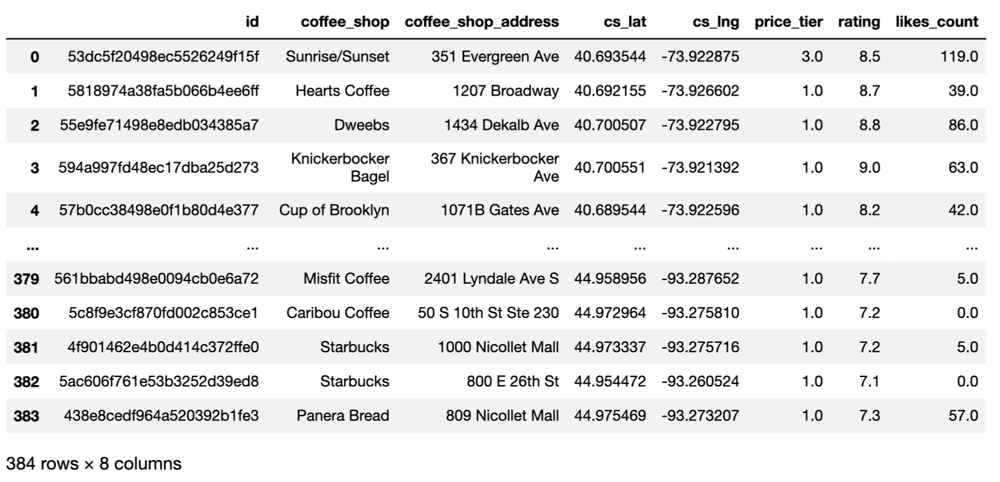 id coffee_shop coffee_shop_address cs_lat cs_lng price_tier rating likes_count
0 53dc5f20498ec5526249f15f Sunrise/Sunset 351 Evergreen Ave 40.693544 -73.922875 3.0 8.5 119.0
1 5818974a38fa5b066b4ee6ff Hearts Coffee 1207 Broadway 40.692155 -73.926602 1.0 8.7 39.0
2 55e9fe71498e8edb034385a7 Dweebs 1434 Dekalb Ave 40.700507 -73.922795 1.0 8.8 86.0
3 594a997fd48ec17dba25d273 Knickerbocker Bagel 367 Knickerbocker Ave 40.700551 -73.921392 1.0 9.0 63.0
4 57b0cc38498e0f1b80d4e377 Cup of Brooklyn 1071B Gates Ave 40.689544 -73.922596 1.0 8.2 42.0
... ... ... ... ... ... ... ... ...
379 561bbabd498e0094cb0e6a72 Misfit Coffee 2401 Lyndale Ave S 44.958956 -93.287652 1.0 7.7 5.0
380 5c8f9e3cf870fd002c853ce1 Caribou Coffee 50 S 10th St Ste 230 44.972964 -93.275810 1.0 7.2 0.0
381 4f901462e4b0d414c372ffe0 Starbucks 1000 Nicollet Mall 44.973337 -93.275716 1.0 7.2 5.0
382 5ac606f761e53b3252d39ed8 Starbucks 800 E 26th St 44.954472 -93.260524 1.0 7.1 0.0
383 438e8cedf964a520392b1fe3 Panera Bread 809 Nicollet Mall 44.975469 -93.273207 1.0 7.3 57.0
384 rows × 8 columns